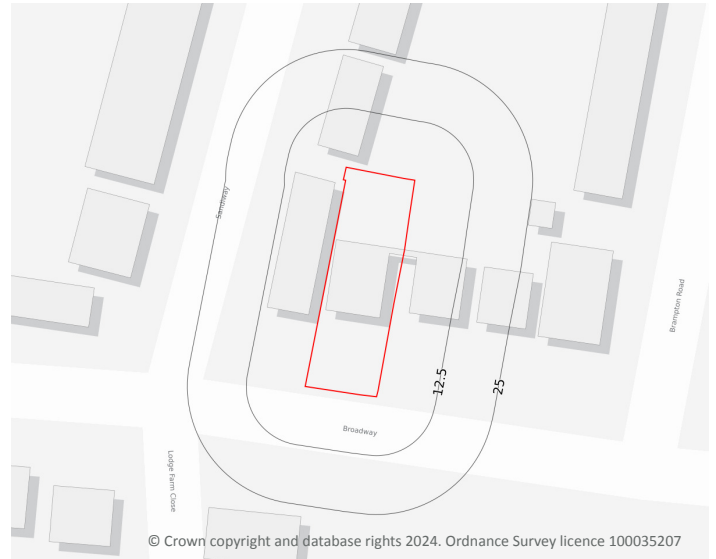 Sandiway
Brampton Road
12.5
25
Broadway
Lodge Farm Close
© Crown copyright and database rights 2024. Ordnance Survey licence 100035207